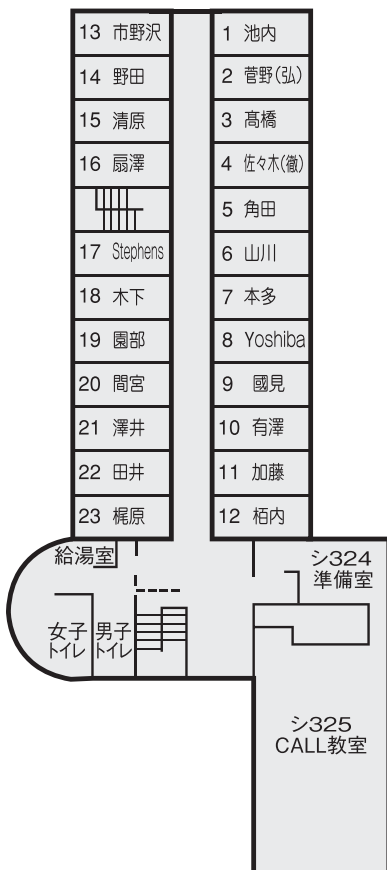 13 市野沢
14 野田
15 清原
16 扇澤
17 Stephens
18 木下
19 園部
20 間宮
21 澤井
22 田井
23 梶原
1 池内
2 菅野(弘)
3 髙橋
4 佐々木(徹)
5 角田
6 山川
7 本多
8 Yoshiba
9 國見
10 有澤
11 加藤
12 栢内
給湯室
女子
トイレ
男子
トイレ
シ324
準備室
シ325
CALL教室